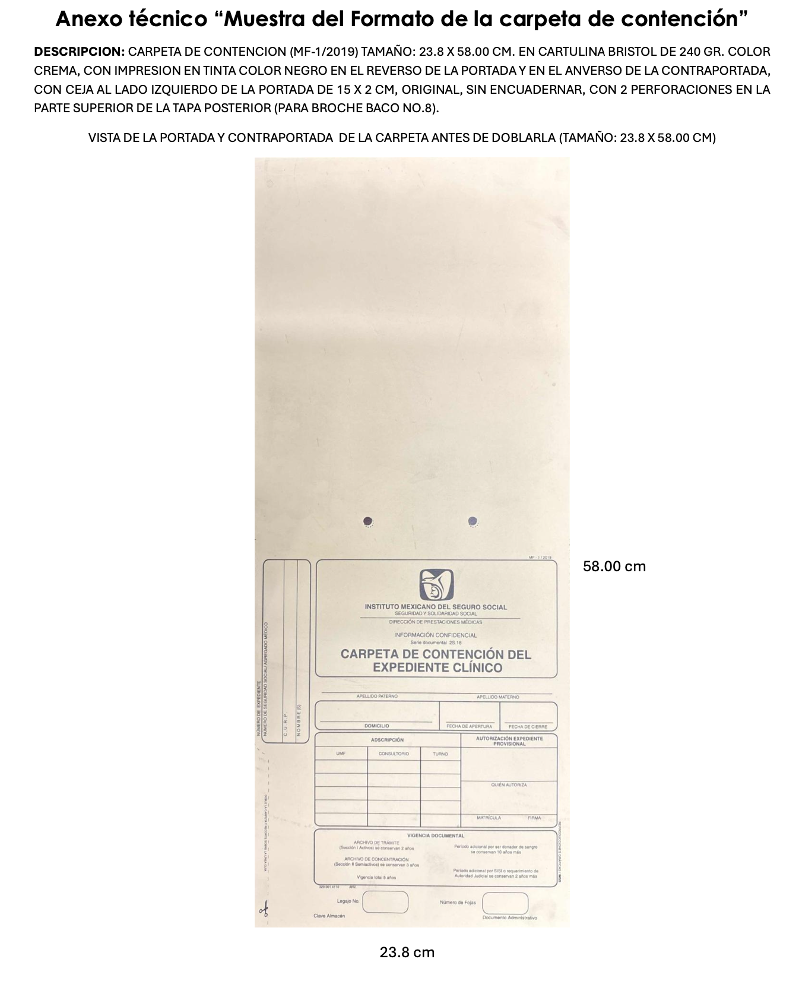 Anexo técnico “Muestra del Formato de la carpeta de contención”
DESCRIPCION: CARPETA DE CONTENCION (MF-1/2019) TAMAÑO: 23.8 X 58.00 CM. EN CARTULINA BRISTOL DE 240 GR. COLOR
CREMA, CON IMPRESION EN TINTA COLOR NEGRO EN EL REVERSO DE LA PORTADA Y EN EL ANVERSO DE LA CONTRAPORTADA,
CON CEJA AL LADO IZQUIERDO DE LA PORTADA DE 15 X 2 CM, ORIGINAL, SIN ENCUADERNAR, CON 2 PERFORACIONES EN LA
PARTE SUPERIOR DE LA TAPA POSTERIOR (PARA BROCHE BACO NO.8).
VISTA DE LA PORTADA Y CONTRAPORTADA DE LA CARPETA ANTES DE DOBLARLA (TAMAÑO: 23.8 X 58.00 CM)
MF - 1 / 2019
58.00 cm
NÚMERO DE EXPEDIENTE
NÚMERO DE SEGURIDAD SOCIAL/ AGREGADO MÉDICO
C.U.R.P.
NOMBRE(S)
INSTITUTO MEXICANO DEL SEGURO SOCIAL
SEGURIDAD Y SOLIDARIDAD SOCIAL
DIRECCIÓN DE PRESTACIONES MÉDICAS
INFORMACIÓN CONFIDENCIAL
Serie documental 2S.18
CARPETA DE CONTENCIÓN DEL
EXPEDIENTE CLÍNICO
APELLIDO PATERNO APELLIDO MATERNO
DOMICILIO FECHA DE APERTURA FECHA DE CIERRE
ADSCRIPCIÓN AUTORIZACIÓN EXPEDIENTE
PROVISIONAL
UMF CONSULTORIO TURNO
QUIÉN AUTORIZA
MATRÍCULA FIRMA
DOBLE LA CARPETA Y RECORTE SOBRE LA LÍNEA GUÍA
REPRODUCCIONES GRÁFICAS / IMSS
VIGENCIA DOCUMENTAL
ARCHIVO DE TRÁMITE
(Sección I Activos) se conservan 2 años
Periodo adicional por ser donador de sangre
se conservan 10 años más
ARCHIVO DE CONCENTRACIÓN
(Sección II Semiactivos) se conservan 3 años
Periodo adicional por SISI o requerimiento de
Autoridad Judicial se conservan 2 años más
Vigencia total 5 años
320 001 4110
Legajo No. Número de Fojas
Clave Almacén Documento Administrativo
23.8 cm